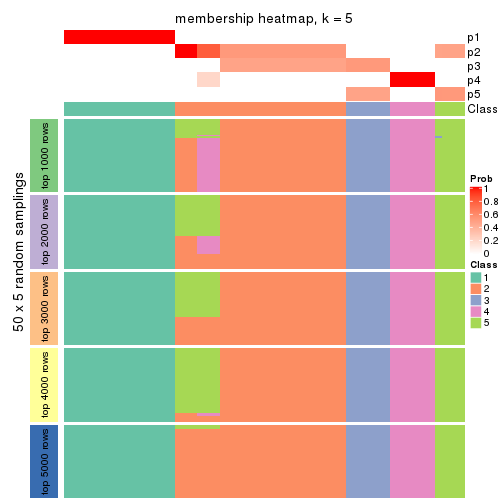 membership heatmap, k = 5
p1
p2
p3
p4
p5
Class
50 x 5 random samplings
top 1000 rows
top 2000 rows
top 3000 rows
top 4000 rows
top 5000 rows
Prob
1
0.8
0.6
0.4
0.2
0
Class
1
2
3
4
5